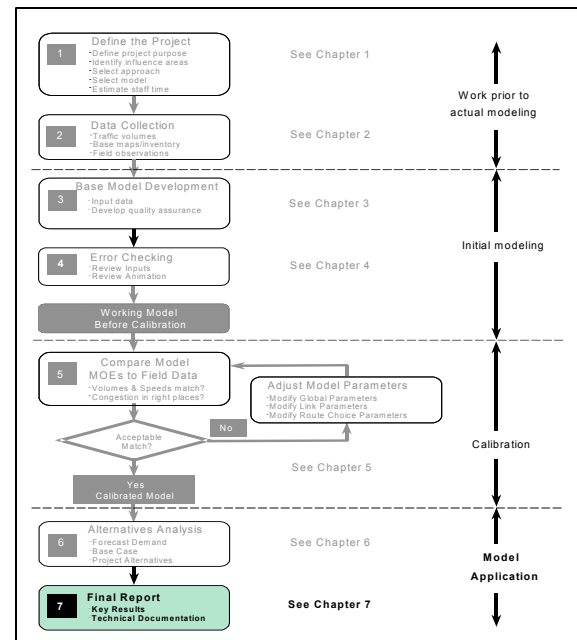 Define the Project
1
-Define project purpose
-Identify influence areas
-Select approach
-Select model
-Estimate staff time
See Chapter 1
Work prior to
actual modeling
Data Collection
2
-Traffic volumes
-Base maps/inventory
-Field observations
See Chapter 2
Base Model Development
3
-Input data
-Develop quality assurance
See Chapter 3
Initial modeling
Error Checking
4
-Review Inputs
-Review Animation
See Chapter 4
Working Model
Before Calibration
Compare Model
MOEs to Field Data
5
-Volumes & Speeds match?
-Congestion in right places?
Adjust Model Parameters
-Modify Global Parameters
-Modify Link Parameters
-Modify Route Choice Parameters
Acceptable
Match?
No
Calibration
See Chapter 5
Yes
Calibrated Model
Alternatives Analysis
6
-Forecast Demand
-Base Case
-Project Alternatives
See Chapter 6
Model
Application
Final Report
7
-Key Results
-Technical Documentation
See Chapter 7